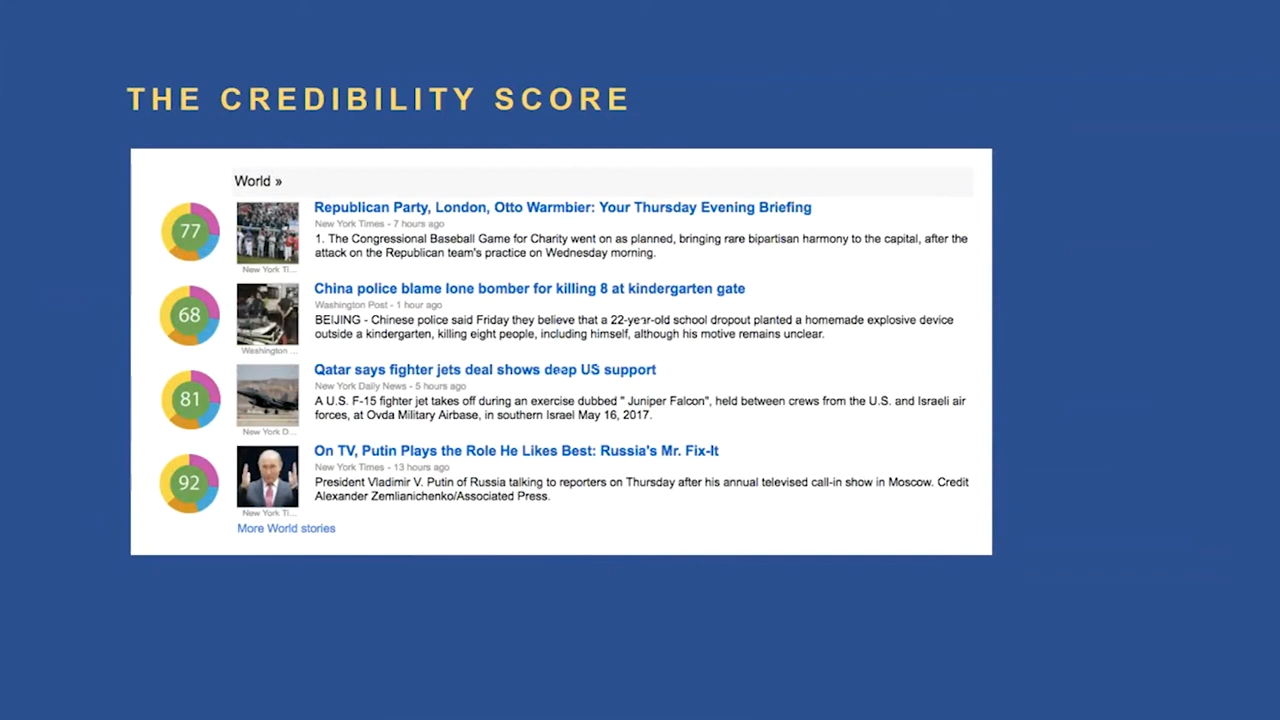 THE CREDIBILITY SCORE
World »
77
Republican Party, London, Otto Warmbier: Your Thursday Evening Briefing
New York Times - 7 hours ago
1. The Congressional Baseball Game for Charity went on as planned, bringing rare bipartisan harmony to the capital, after the
attack on the Republican team's practice on Wednesday morning.
New York Ti...
68
China police blame lone bomber for killing 8 at kindergarten gate
Washington Post - 1 hour ago
BEIJING - Chinese police said Friday they believe that a 22-year-old school dropout planted a homemade explosive device
outside a kindergarten, killing eight people, including himself, although his motive remains unclear.
Washington ...
81
Qatar says fighter jets deal shows deep US support
New York Daily News - 5 hours ago
A U.S. F-15 fighter jet takes off during an exercise dubbed " Juniper Falcon", held between crews from the U.S. and Israeli air
forces, at Ovda Military Airbase, in southern Israel May 16, 2017.
New York D...
92
On TV, Putin Plays the Role He Likes Best: Russia's Mr. Fix-It
New York Times - 13 hours ago
President Vladimir V. Putin of Russia talking to reporters on Thursday after his annual televised call-in show in Moscow. Credit
Alexander Zemlianichenko/Associated Press.
New York Ti...
More World stories